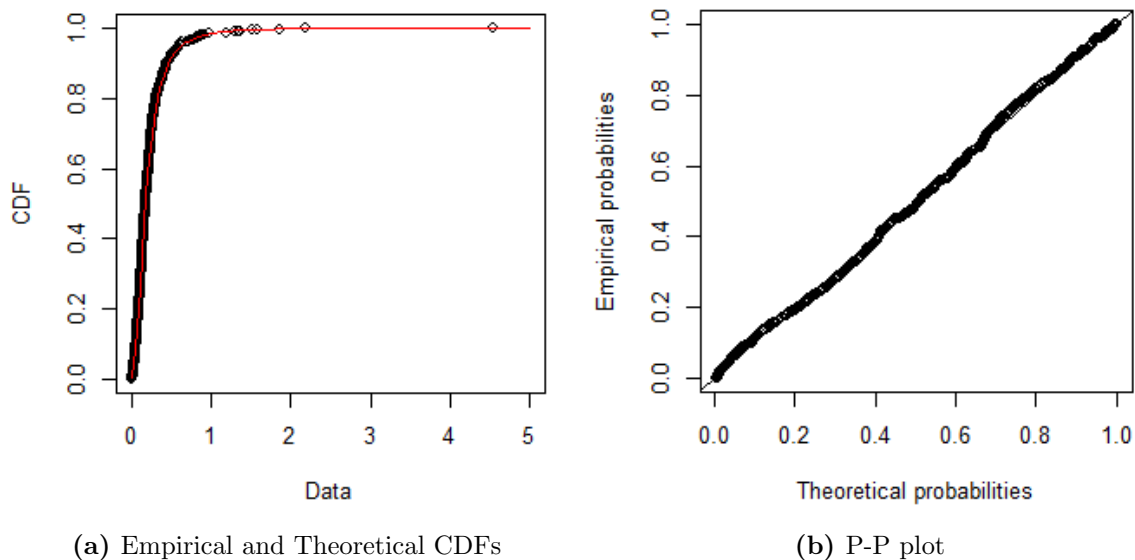 CDF
1.0
0.8
0.6
0.4
0.2
0.0
0 1 2 3 4 5
Data
(a) Empirical and Theoretical CDFs
Empirical probabilities
1.0
0.8
0.6
0.4
0.2
0.0
0.0 0.2 0.4 0.6 0.8 1.0
Theoretical probabilities
(b) P-P plot